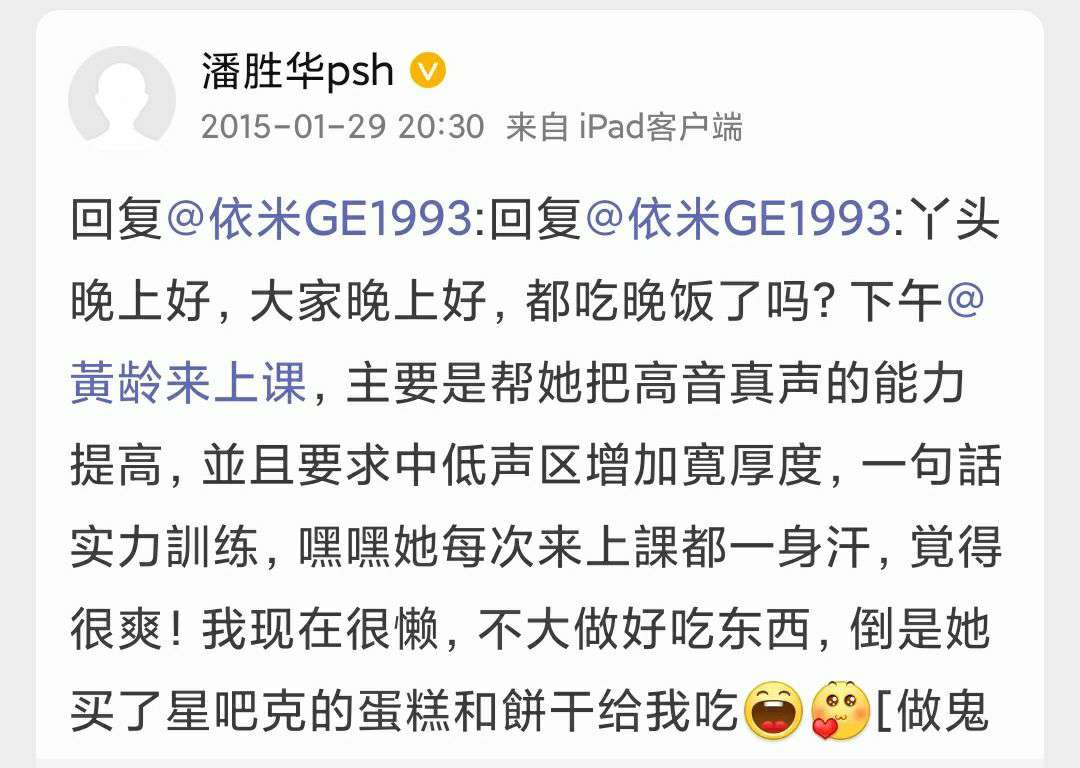 潘胜华psh
2015-01-29 20:30 来自 iPad客户端
回复@依米GE1993:回复@依米GE1993:丫头
晚上好，大家晚上好，都吃晚饭了吗？下午@
黃龄来上课，主要是帮她把高音真声的能力
提高，並且要求中低声区增加寛厚度，一句話
实力訓练，嘿嘿她每次来上課都一身汗，覚得
很爽！我现在很懒，不大做好吃东西，倒是她
买了星吧克的蛋糕和餅干给我吃[做鬼